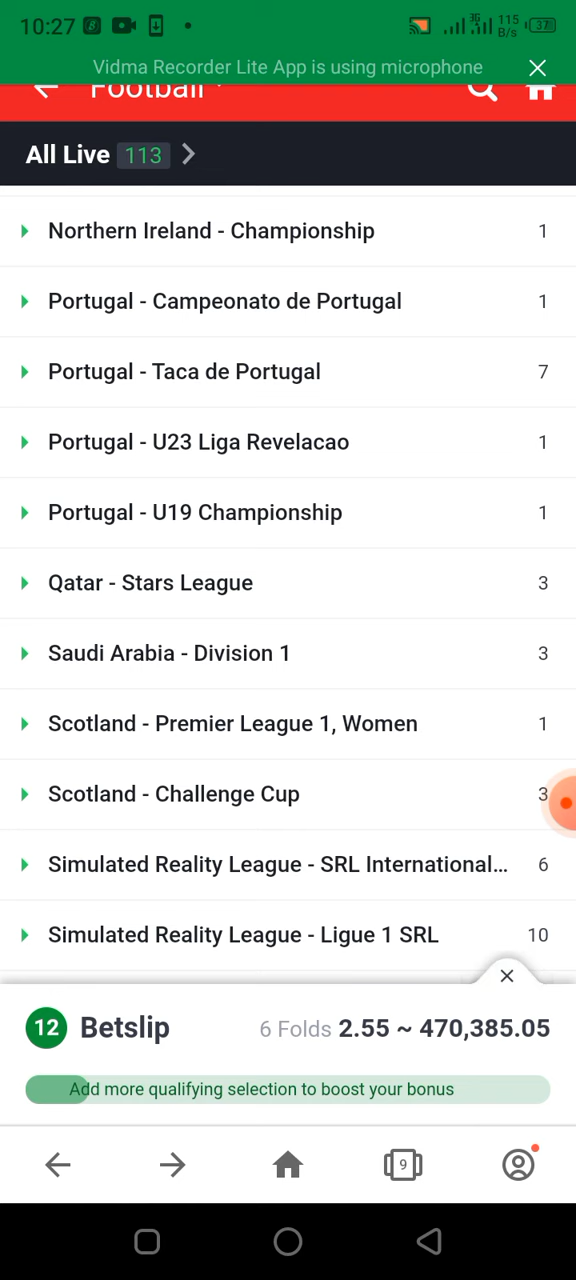 10:27 3G 115 B/s 37
Vidma Recorder Lite App is using microphone
Football
All Live 113
Northern Ireland - Championship 1
Portugal - Campeonato de Portugal 1
Portugal - Taca de Portugal 7
Portugal - U23 Liga Revelacao 1
Portugal - U19 Championship 1
Qatar - Stars League 3
Saudi Arabia - Division 1 3
Scotland - Premier League 1, Women 1
Scotland - Challenge Cup 3
Simulated Reality League - SRL International... 6
Simulated Reality League - Ligue 1 SRL 10
12 Betslip 6 Folds 2.55 ~ 470,385.05
Add more qualifying selection to boost your bonus
9